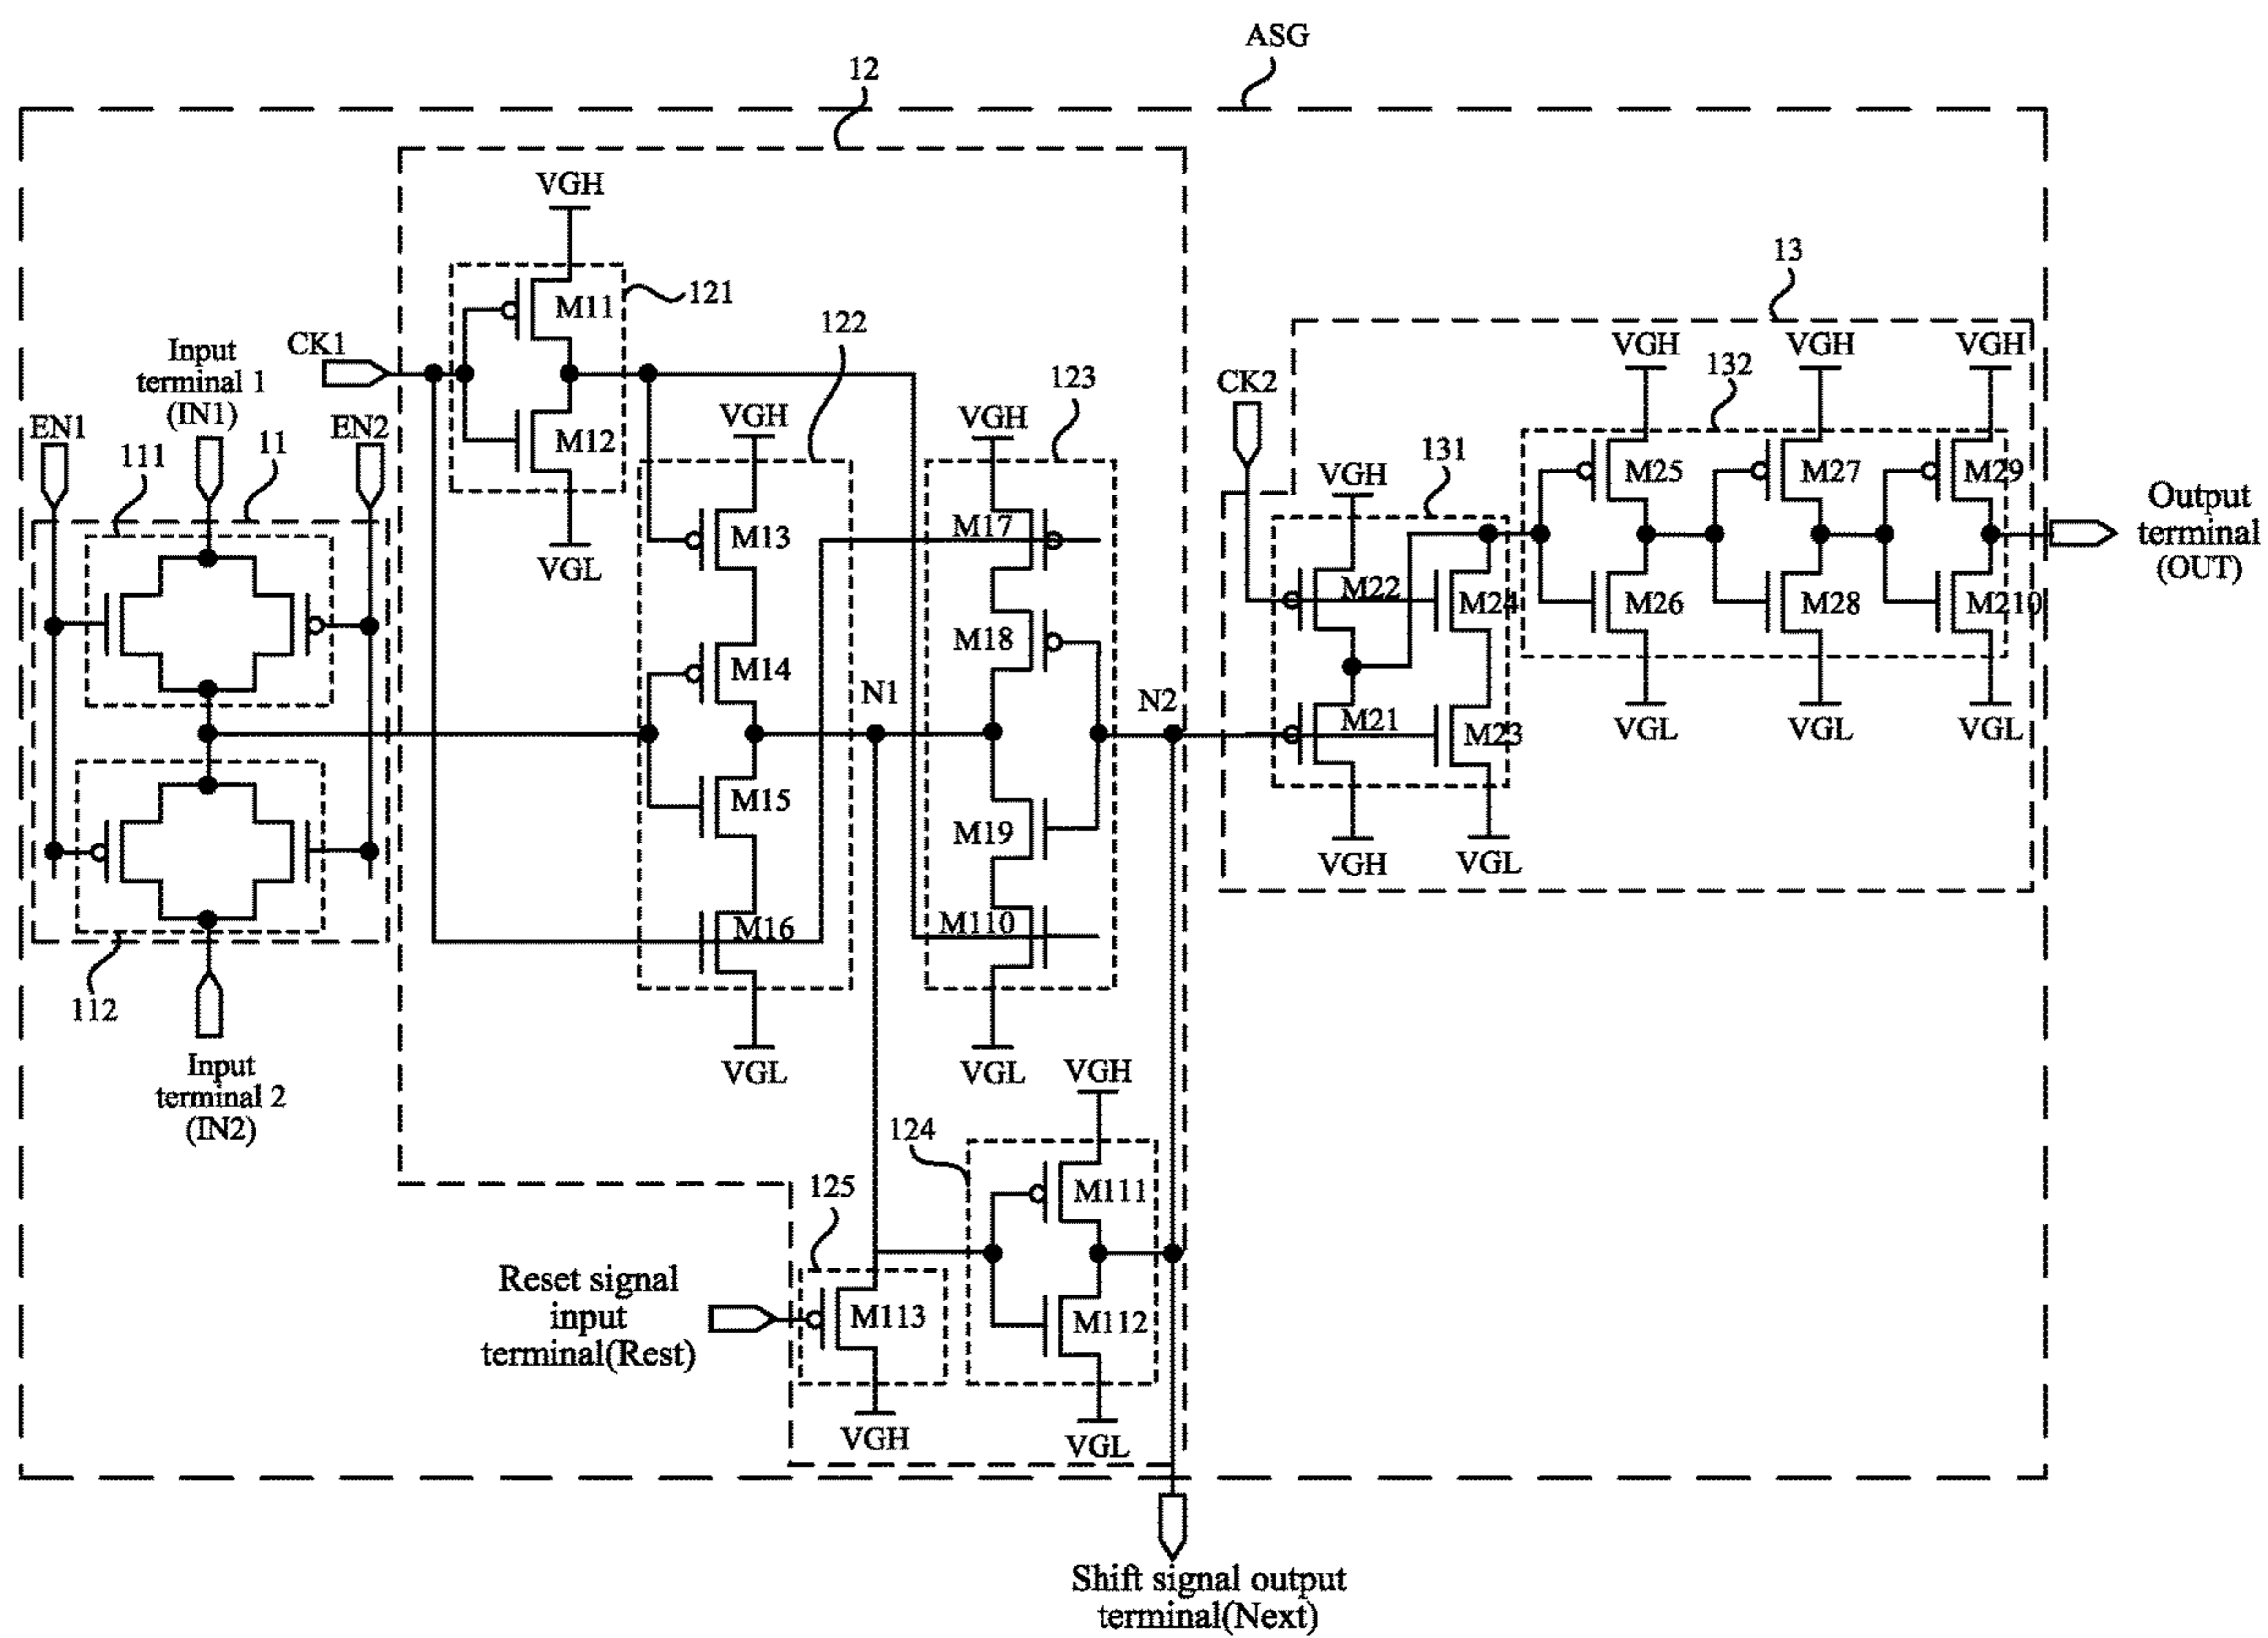 ASG
12
VGH
M11
121
CK1
M12
VGL
Input
terminal 1
(IN1)
EN1
EN2
111
11
112
Input
terminal 2
(IN2)
122
VGH
M13
M14
M15
M16
VGL
N1
123
VGH
M17
M18
M19
M110
VGL
N2
124
VGH
M111
M112
VGL
125
Reset signal
input
terminal(Rest)
M113
VGH
Shift signal output
terminal(Next)
13
CK2
131
VGH
M22
M24
M21
M23
VGH
VGL
132
VGH
VGH
VGH
M25
M27
M29
M26
M28
M210
VGL
VGL
VGL
Output
terminal
(OUT)